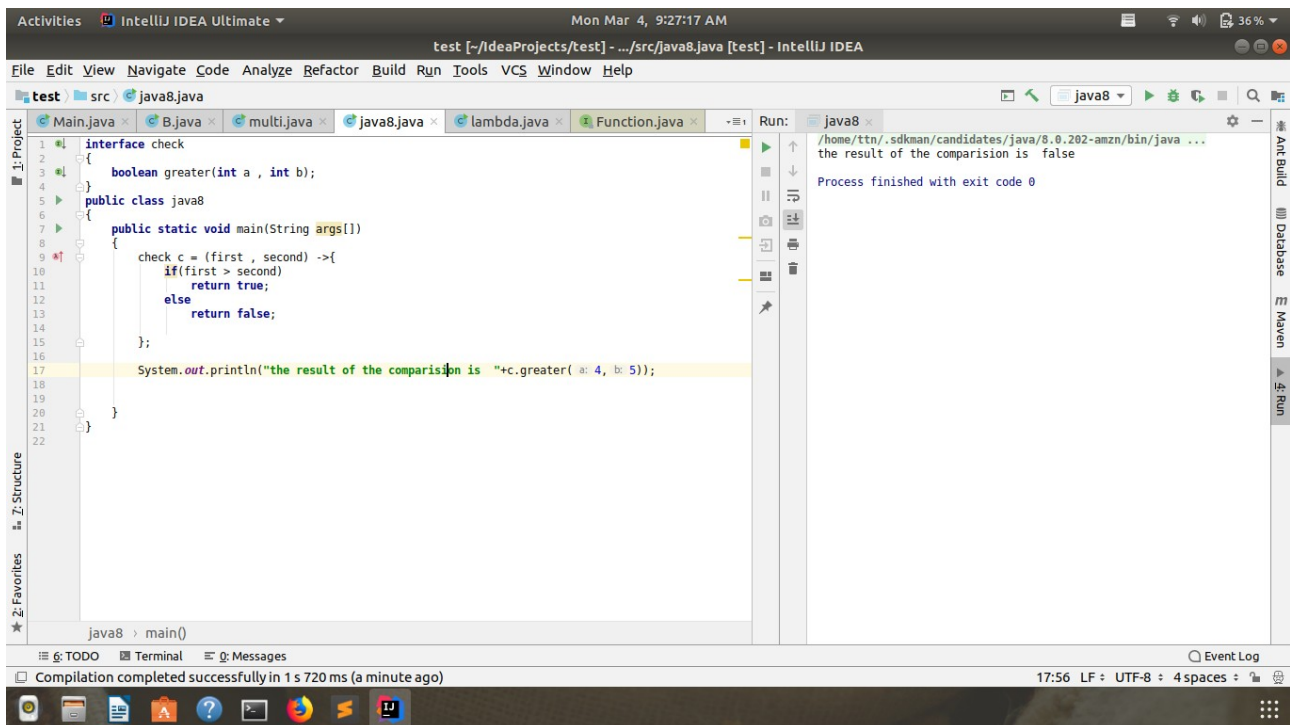 Activities IntelliJ IDEA Ultimate Mon Mar 4, 9:27:17 AM 36 %
test [~/IdeaProjects/test] - .../src/java8.java [test] - IntelliJ IDEA
File Edit View Navigate Code Analyze Refactor Build Run Tools VCS Window Help
test src java8.java java8
Main.java B.java multi.java java8.java lambda.java Function.java Run: java8
1: Project
7: Structure
2: Favorites
1 interface check
2 {
3 boolean greater(int a , int b);
4 }
5 public class java8
6 {
7 public static void main(String args[])
8 {
9 check c = (first , second) ->{
10 if(first > second)
11 return true;
12 else
13 return false;
14
15 };
16
17 System.out.println("the result of the comparision is  "+c.greater( a: 4, b: 5));
18
19
20 }
21 }
22
java8 > main()
/home/ttn/.sdkman/candidates/java/8.0.202-amzn/bin/java ...
the result of the comparision is  false
Process finished with exit code 0
Ant Build
Database
m Maven
4: Run
6: TODO Terminal 0: Messages Event Log
Compilation completed successfully in 1 s 720 ms (a minute ago) 17:56 LF UTF-8 4 spaces